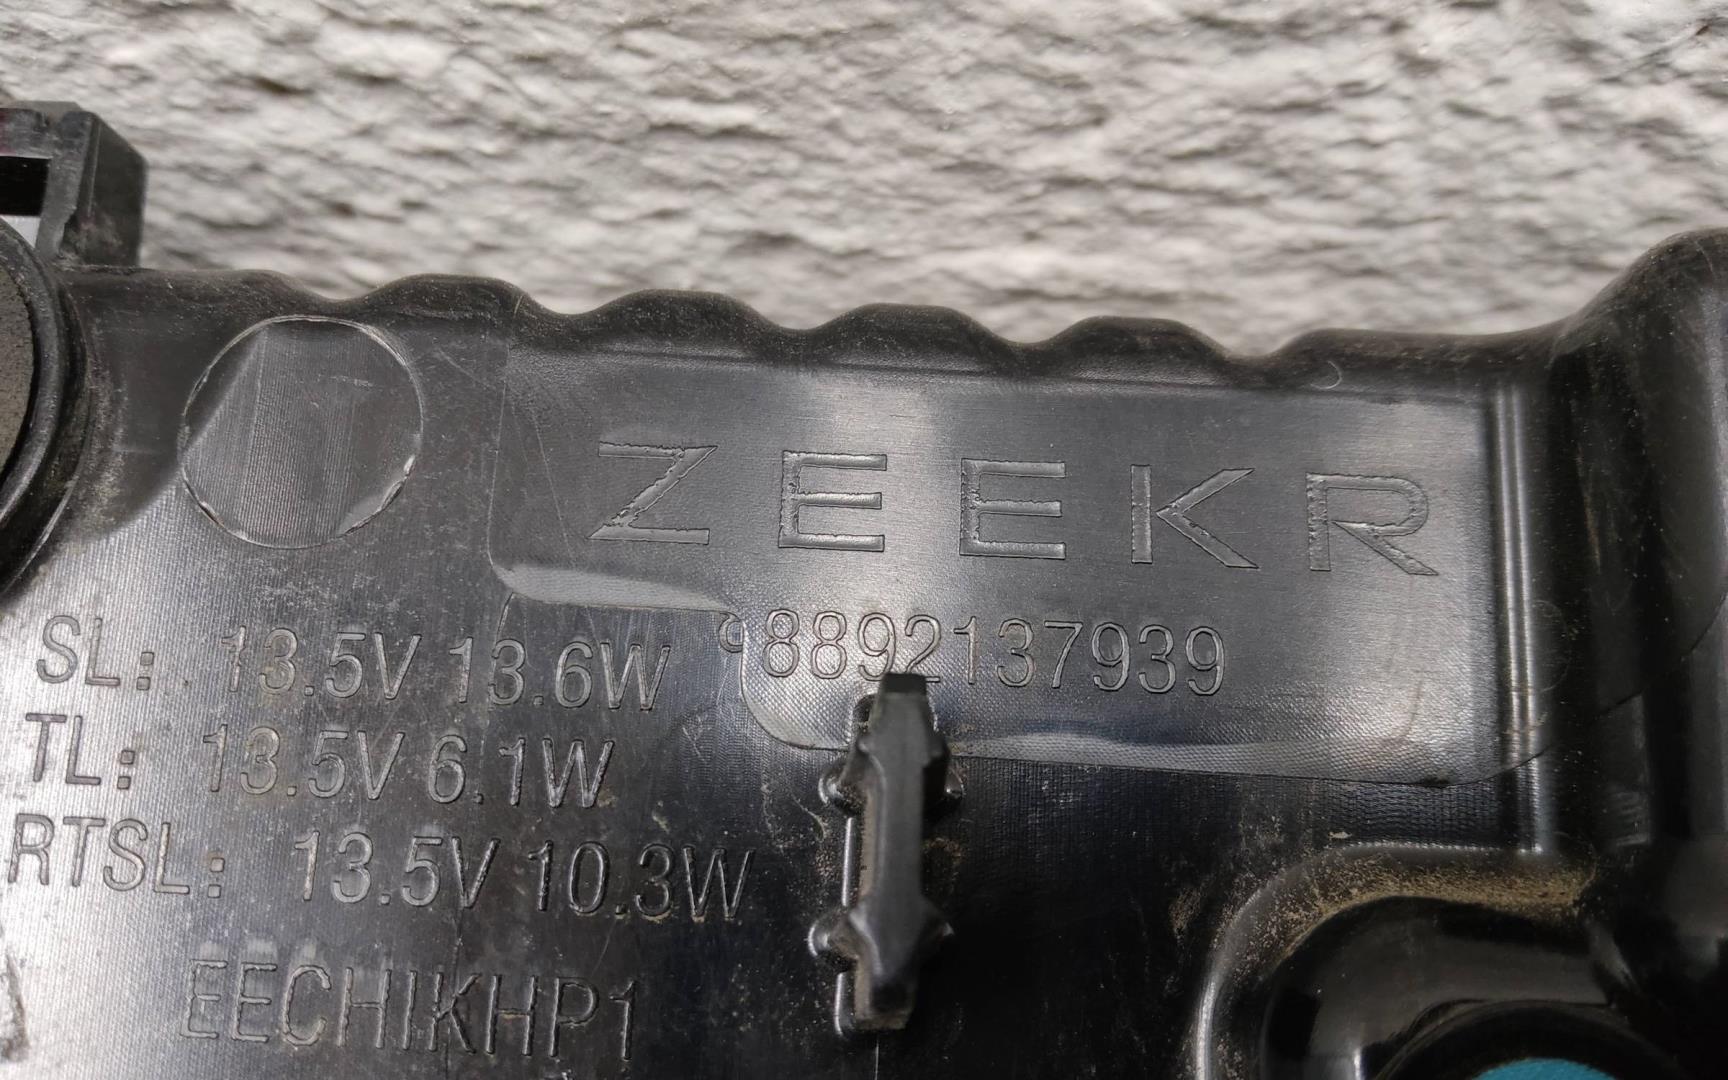 ZEEKR
8892137939
SL: 13.5V 13.6W
TL: 13.5V 6.1W
RTSL: 13.5V 10.3W
EECHIKHP1